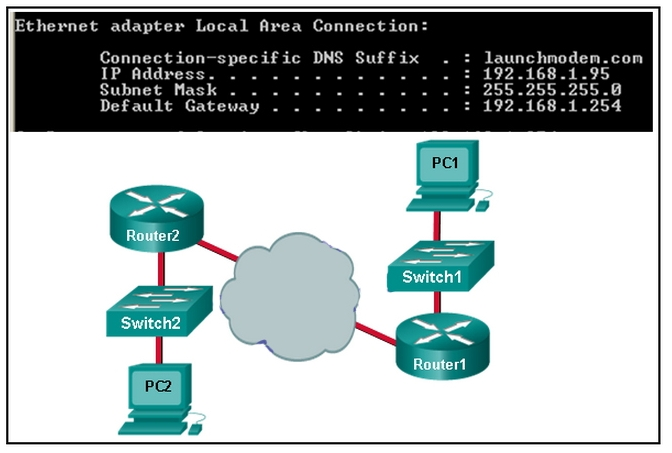 Ethernet adapter Local Area Connection:
Connection-specific DNS Suffix . : launchmodem.com
IP Address. . . . . . . . . . . . : 192.168.1.95
Subnet Mask . . . . . . . . . . . : 255.255.255.0
Default Gateway . . . . . . . . . : 192.168.1.254
PC1
Router2
Switch1
Switch2
Router1
PC2